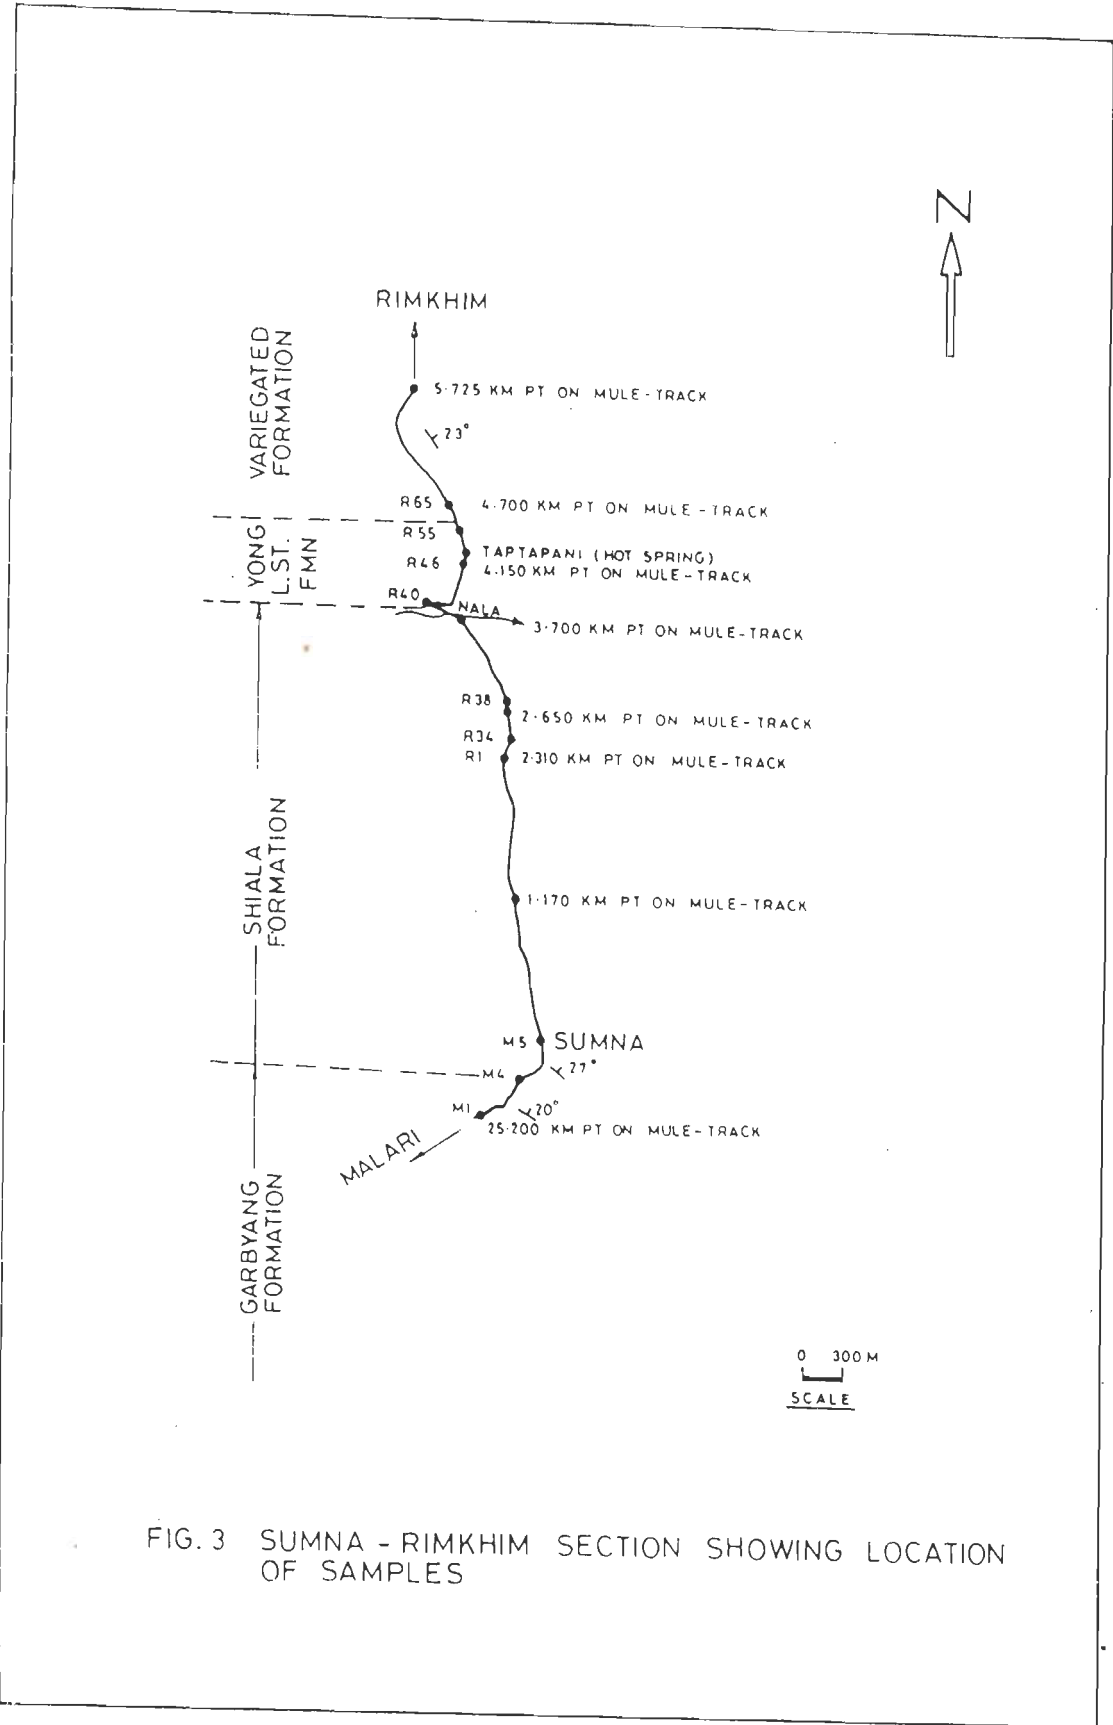 N
RIMKHIM
VARIEGATED
FORMATION
5.725 KM PT ON MULE-TRACK
23°
R65
4.700 KM PT ON MULE-TRACK
YONG
L.ST.
FMN
R55
TAPTAPANI (HOT SPRING)
R46
4.150 KM PT ON MULE-TRACK
R40
NALA
3.700 KM PT ON MULE-TRACK
R38
2.650 KM PT ON MULE-TRACK
R34
R1
2.310 KM PT ON MULE-TRACK
SHIALA
FORMATION
1.170 KM PT ON MULE-TRACK
M5
SUMNA
M4
27°
M1
20°
25.200 KM PT ON MULE-TRACK
MALARI
GARBYANG
FORMATION
0 300 M
SCALE
FIG. 3 SUMNA - RIMKHIM SECTION SHOWING LOCATION
OF SAMPLES